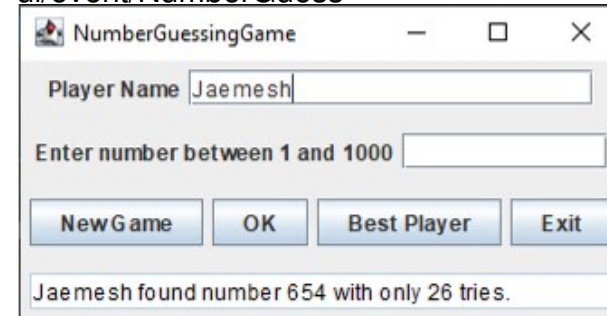 NumberGuessingGame
Player Name Jaemesh
Enter number between 1 and 1000
NewGame OK Best Player Exit
Jaemesh found number 654 with only 26 tries.